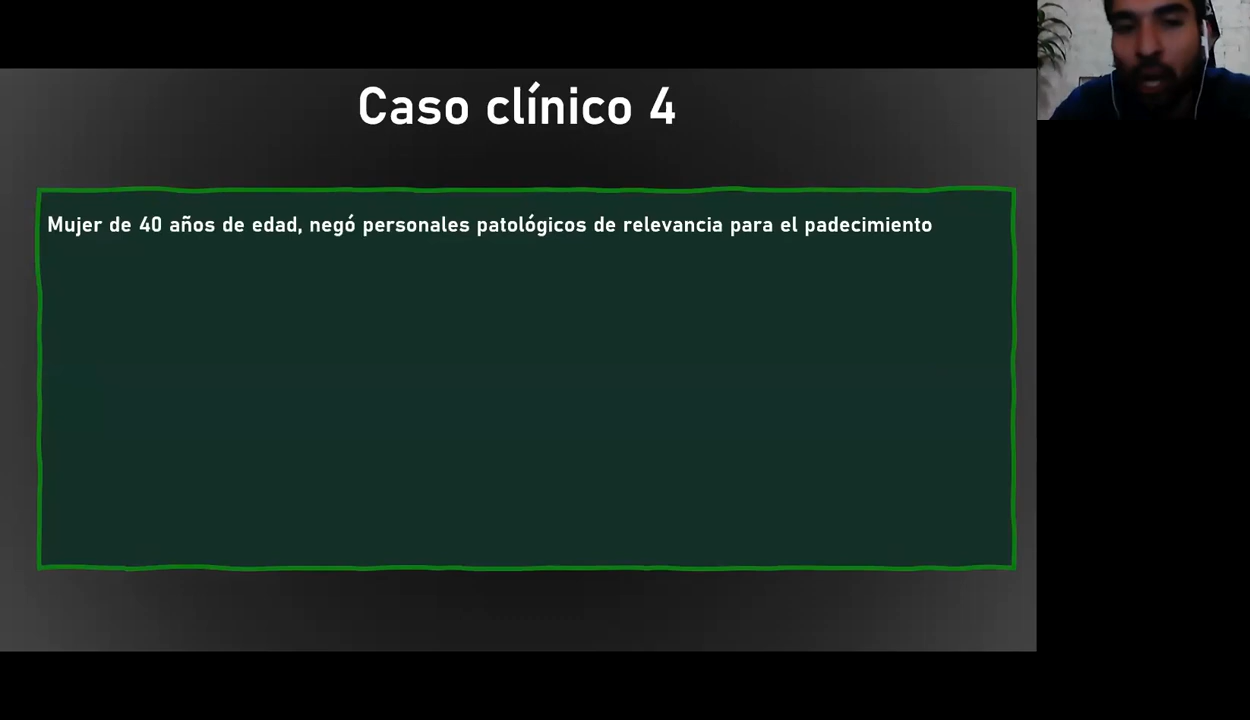 Caso clínico 4
Mujer de 40 años de edad, negó personales patológicos de relevancia para el padecimiento